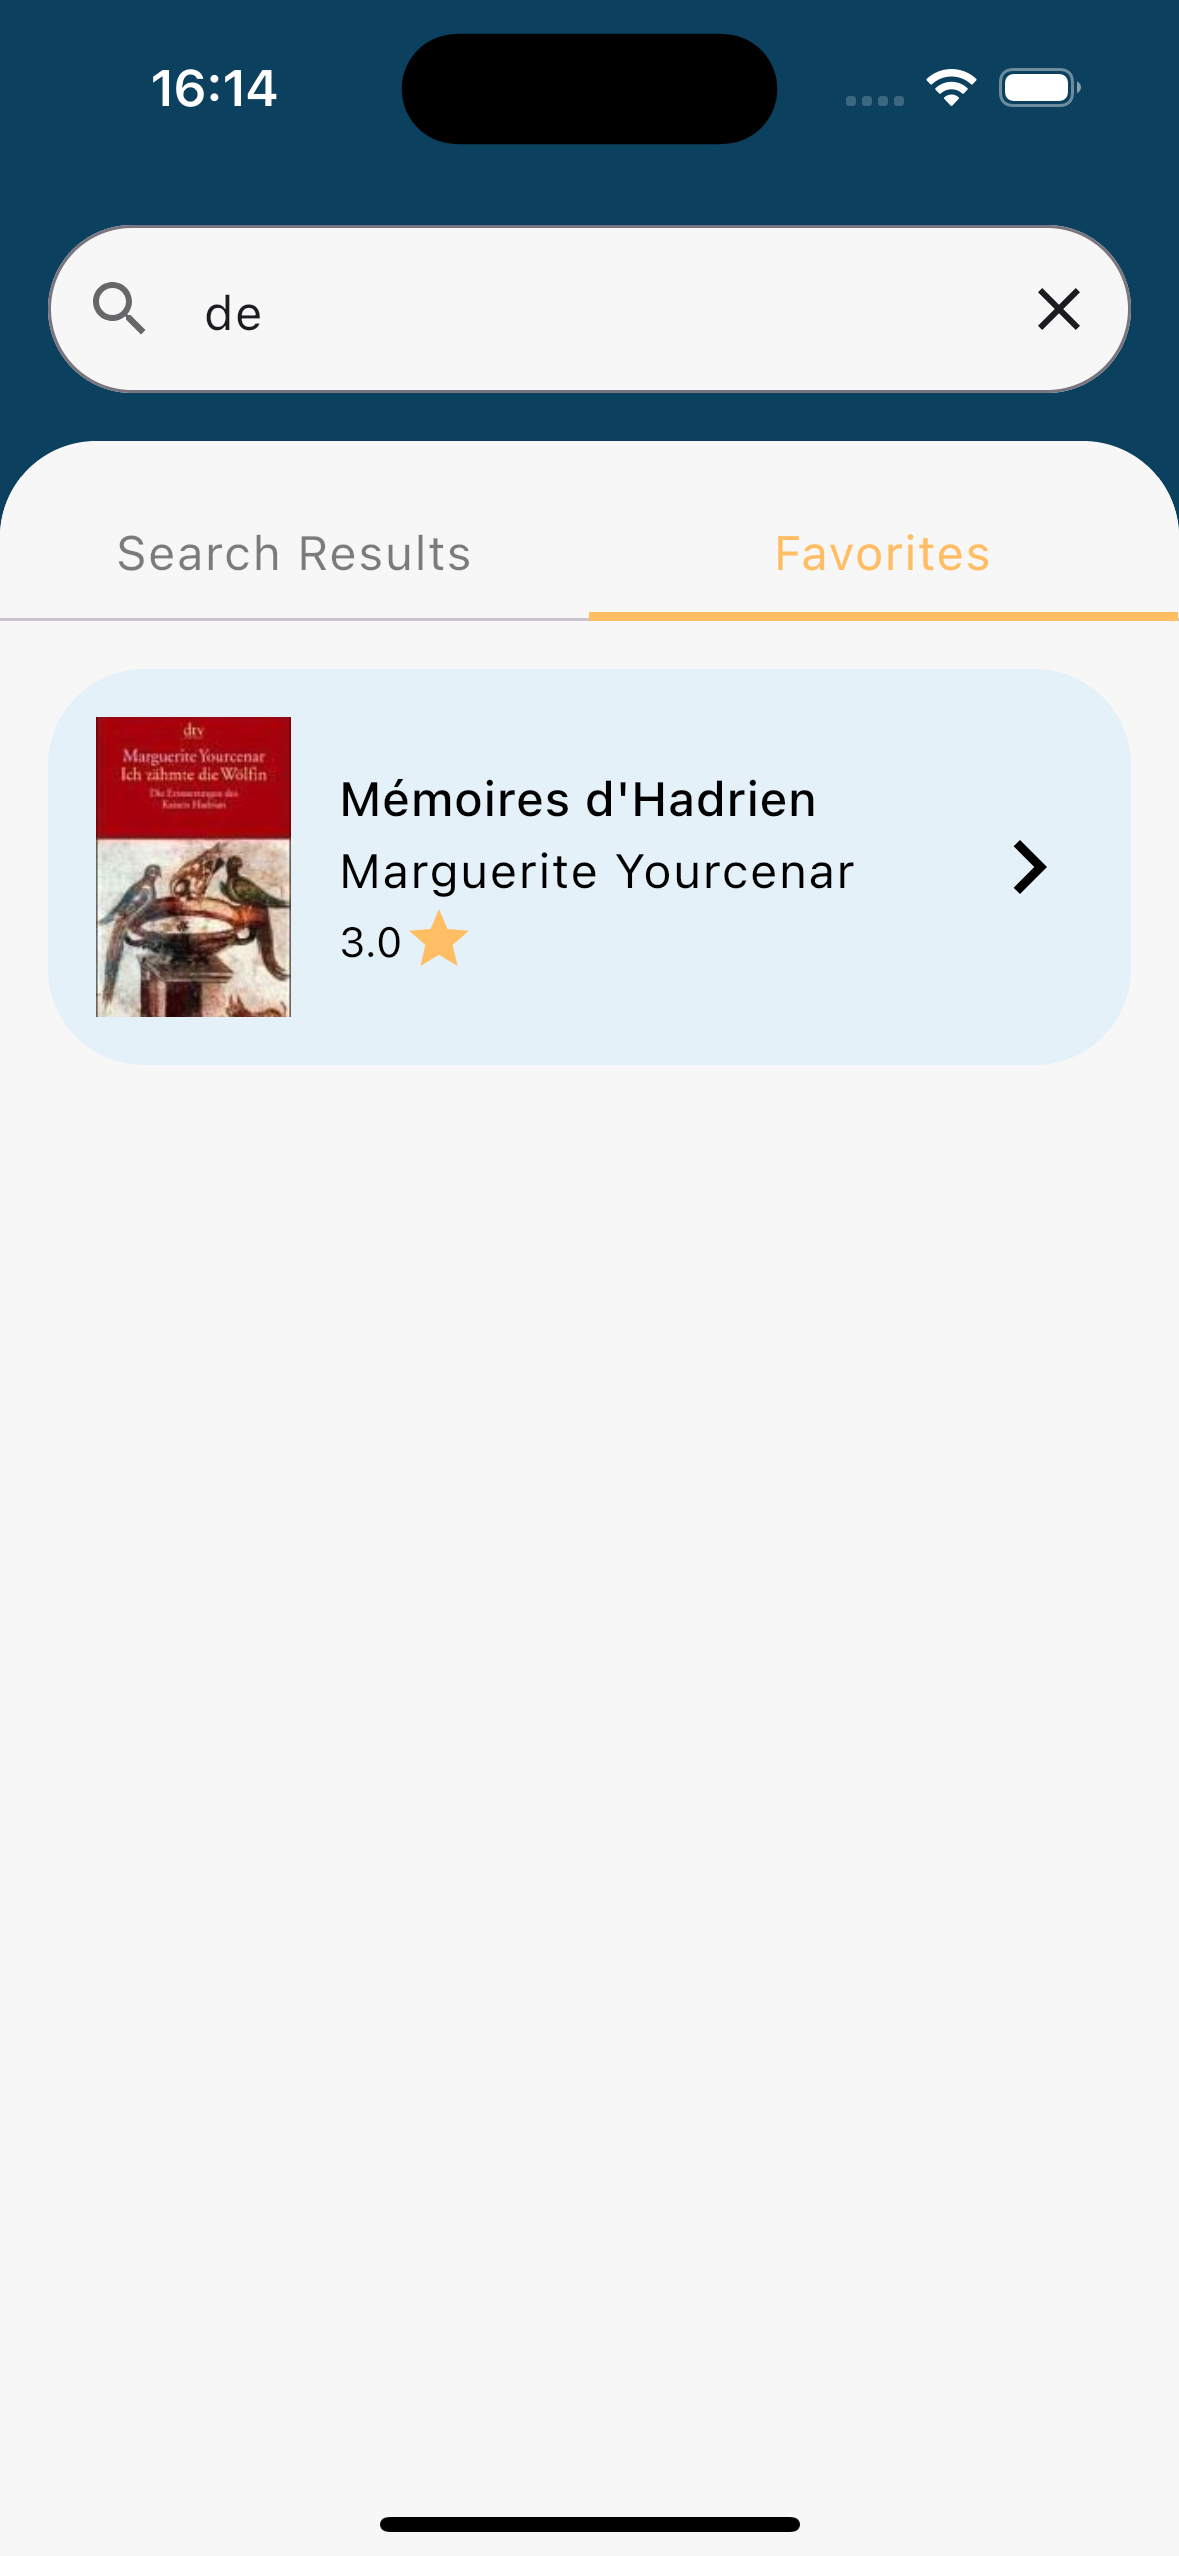 16:14
de
Search Results
Favorites
dtv
Marguerite Yourcenar
Ich zähmte die Wölfin
Die Erinnerungen des
Kaisers Hadrian
Mémoires d'Hadrien
Marguerite Yourcenar
3.0